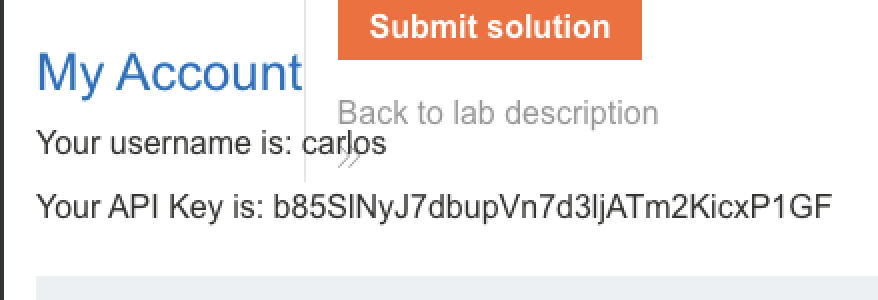 Submit solution
My Account
Back to lab description
Your username is: carlos
Your API Key is: b85SlNyJ7dbupVn7d3ljATm2KicxP1GF